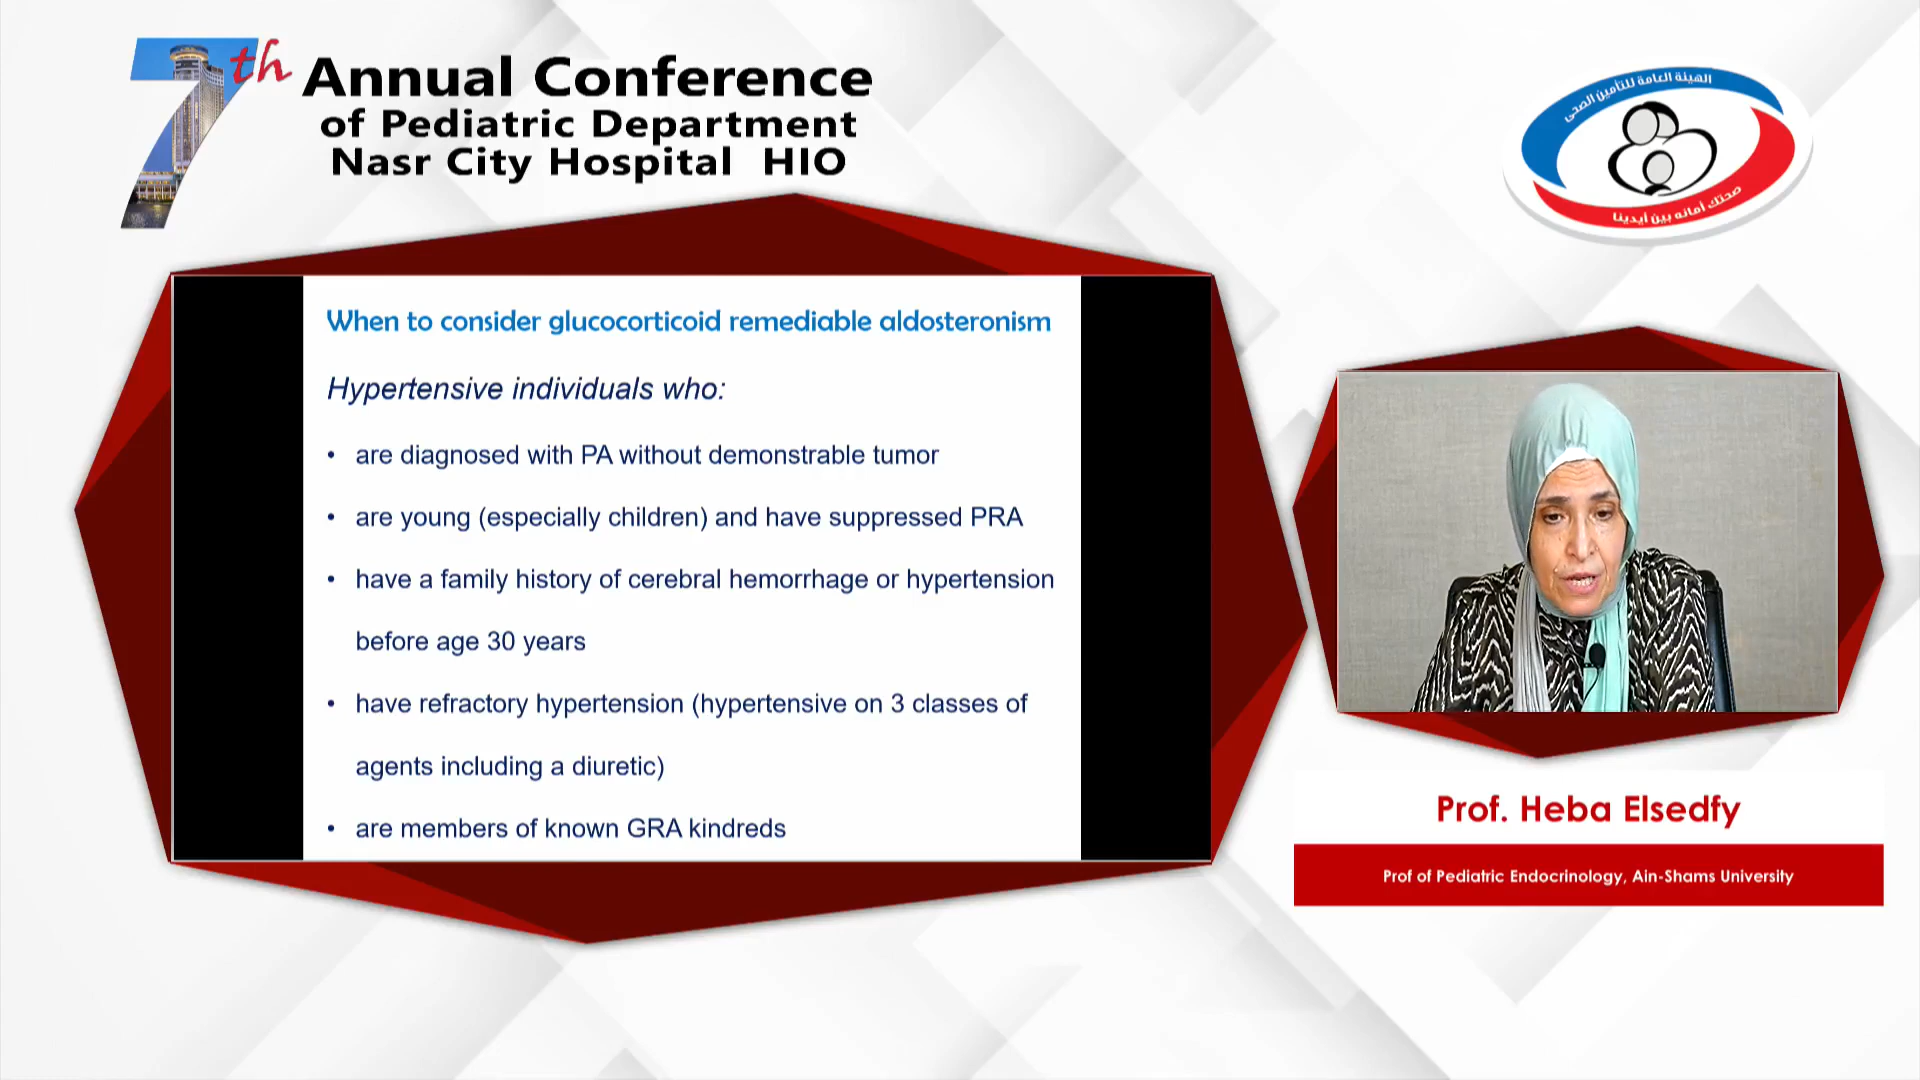 7th Annual Conference
of Pediatric Department
Nasr City Hospital HIO
الهيئة العامة للتأمين الصحى
صحتك أمانه بين أيدينا
When to consider glucocorticoid remediable aldosteronism
Hypertensive individuals who:
• are diagnosed with PA without demonstrable tumor
• are young (especially children) and have suppressed PRA
• have a family history of cerebral hemorrhage or hypertension
before age 30 years
• have refractory hypertension (hypertensive on 3 classes of
agents including a diuretic)
• are members of known GRA kindreds
Prof. Heba Elsedfy
Prof of Pediatric Endocrinology, Ain-Shams University